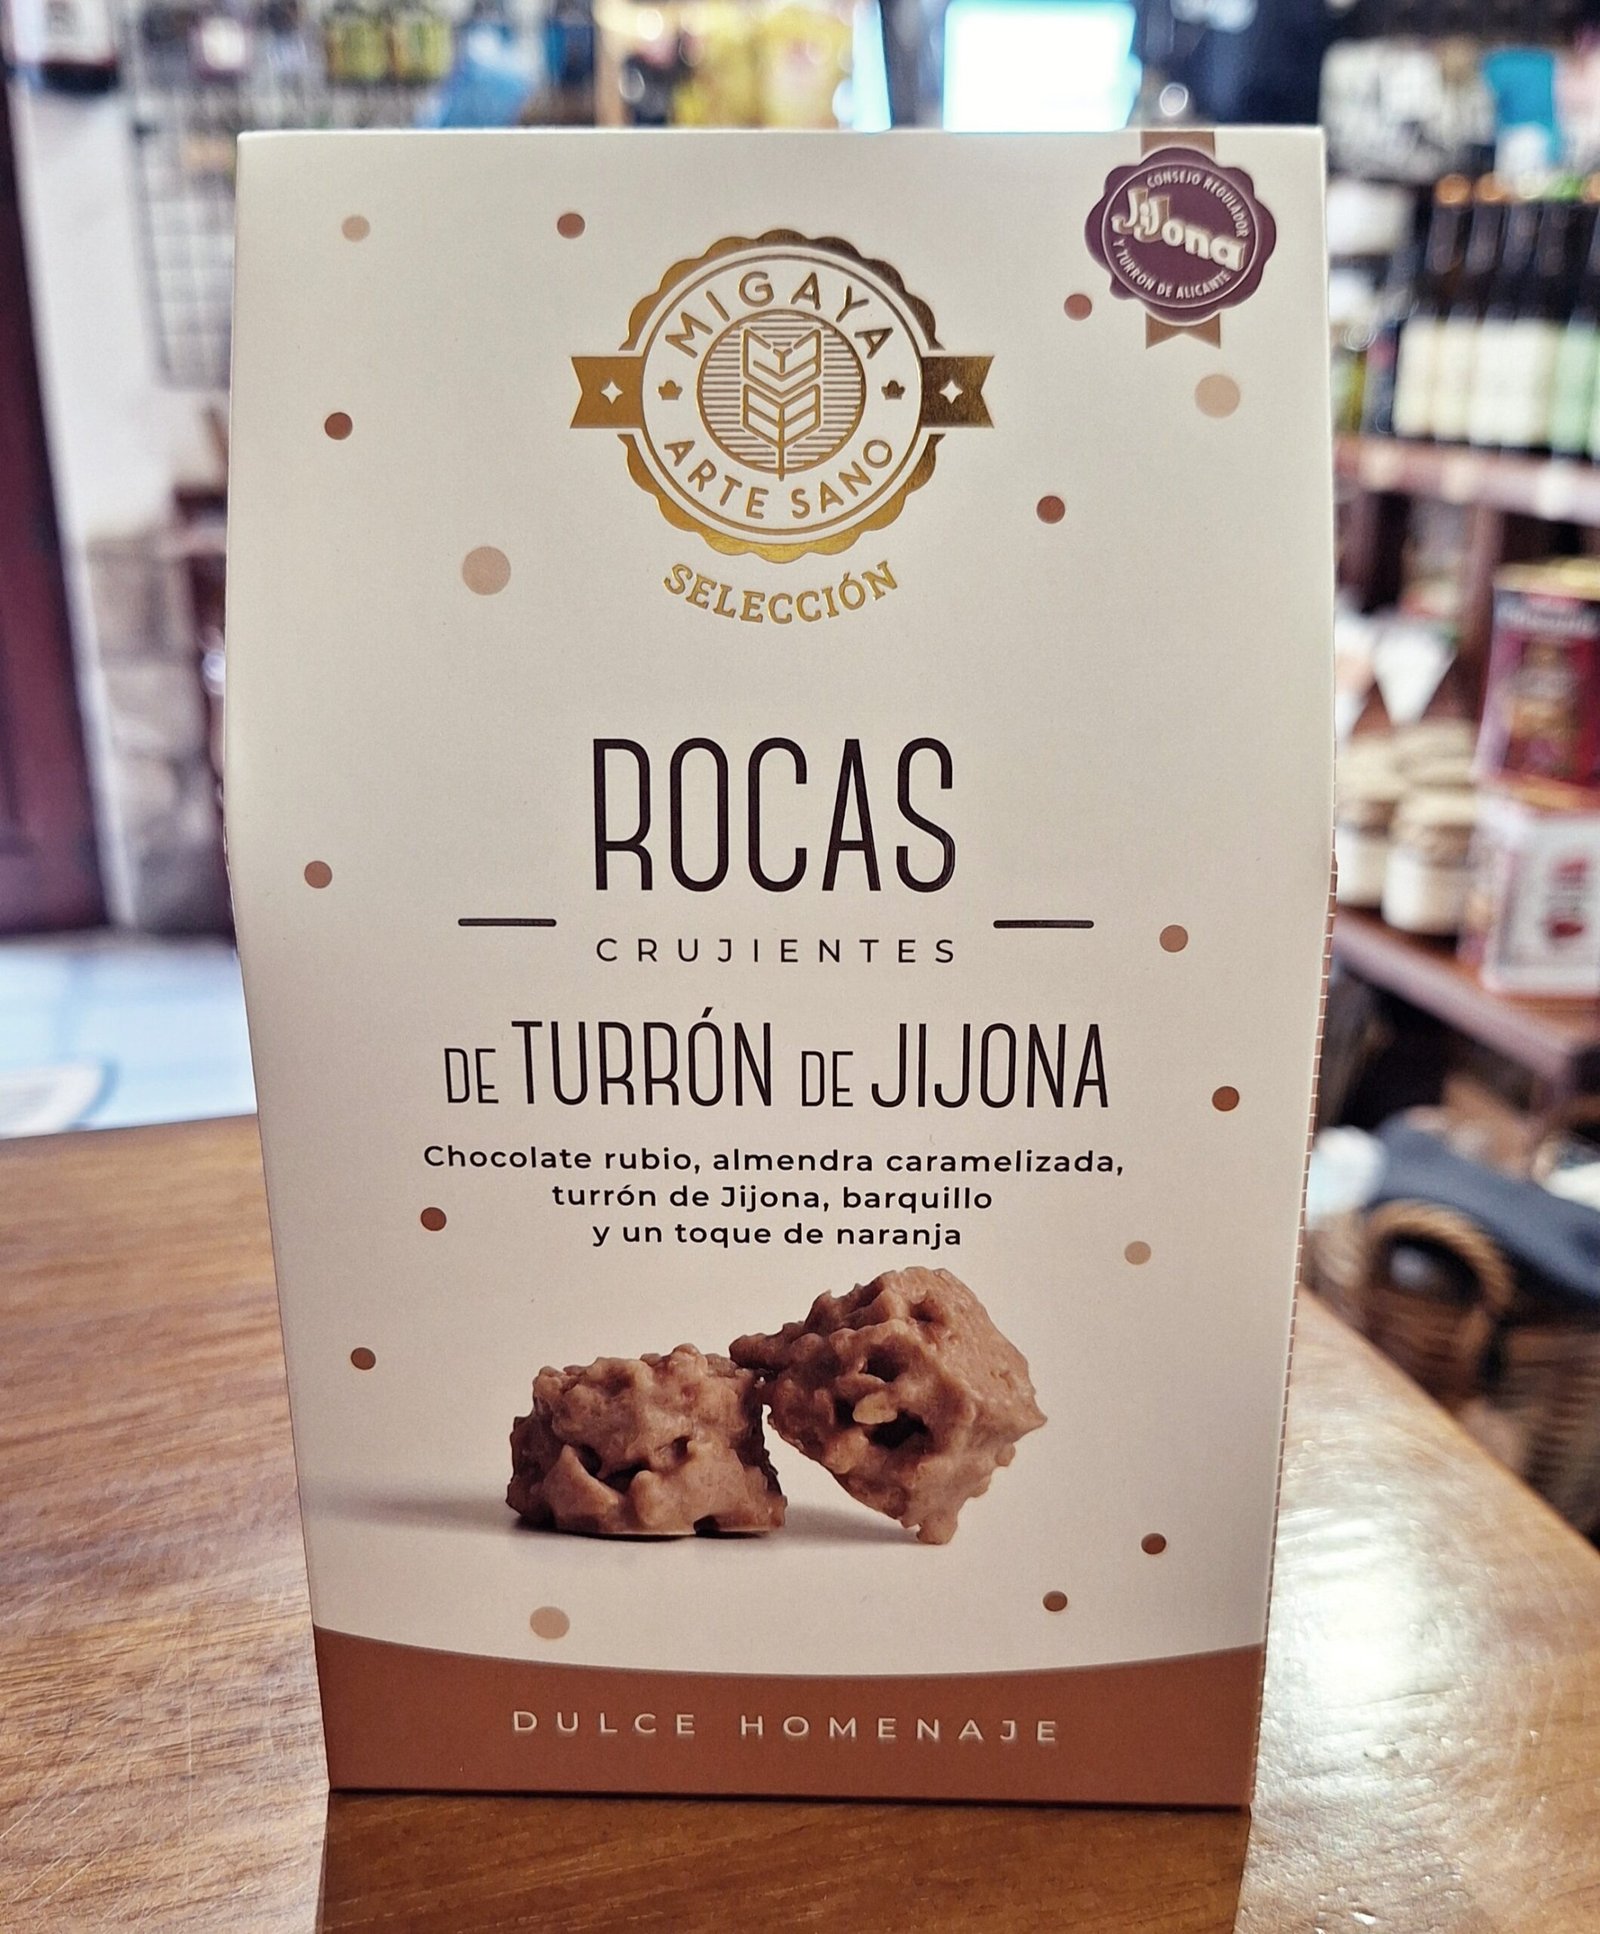 CONSEJO REGULADOR
Jijona
Y TURRÓN DE ALICANTE
MIGAYA
ARTE SANO
SELECCIÓN
ROCAS
CRUJIENTES
DE TURRÓN DE JIJONA
Chocolate rubio, almendra caramelizada,
turrón de Jijona, barquillo
y un toque de naranja
DULCE HOMENAJE